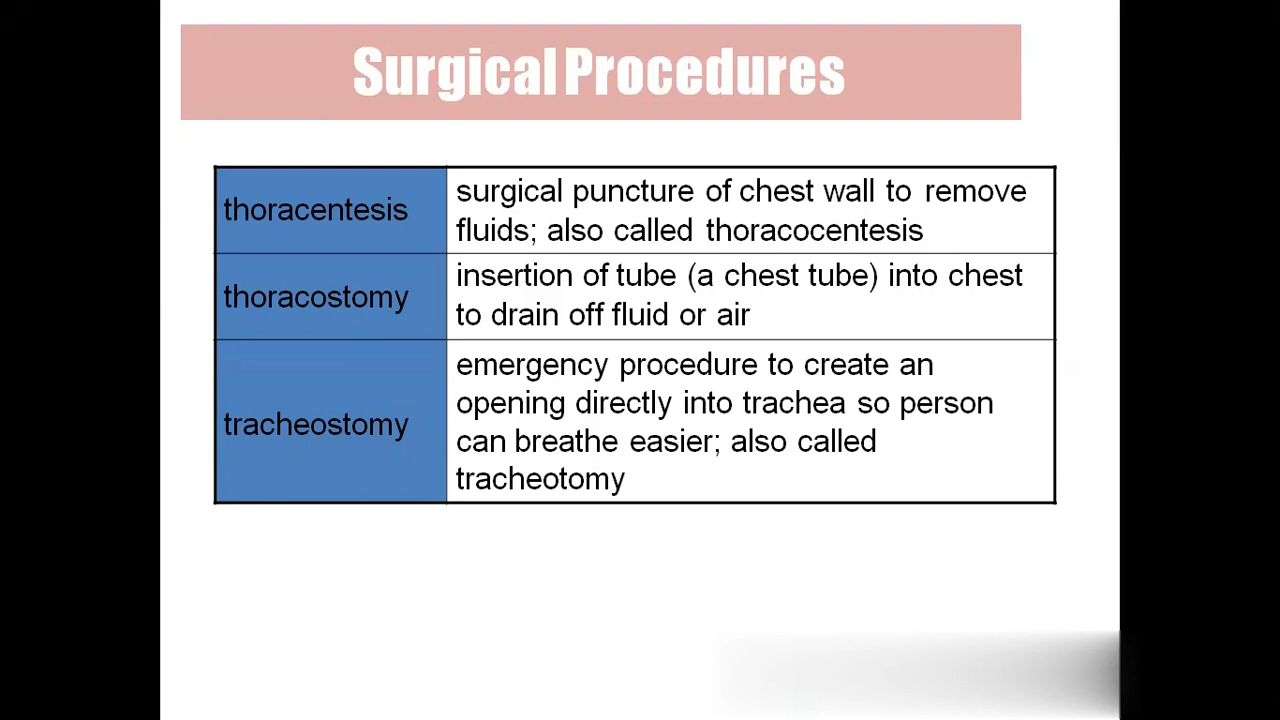 Surgical Procedures
thoracentesis
surgical puncture of chest wall to remove
fluids; also called thoracocentesis
thoracostomy
insertion of tube (a chest tube) into chest
to drain off fluid or air
tracheostomy
emergency procedure to create an
opening directly into trachea so person
can breathe easier; also called
tracheotomy